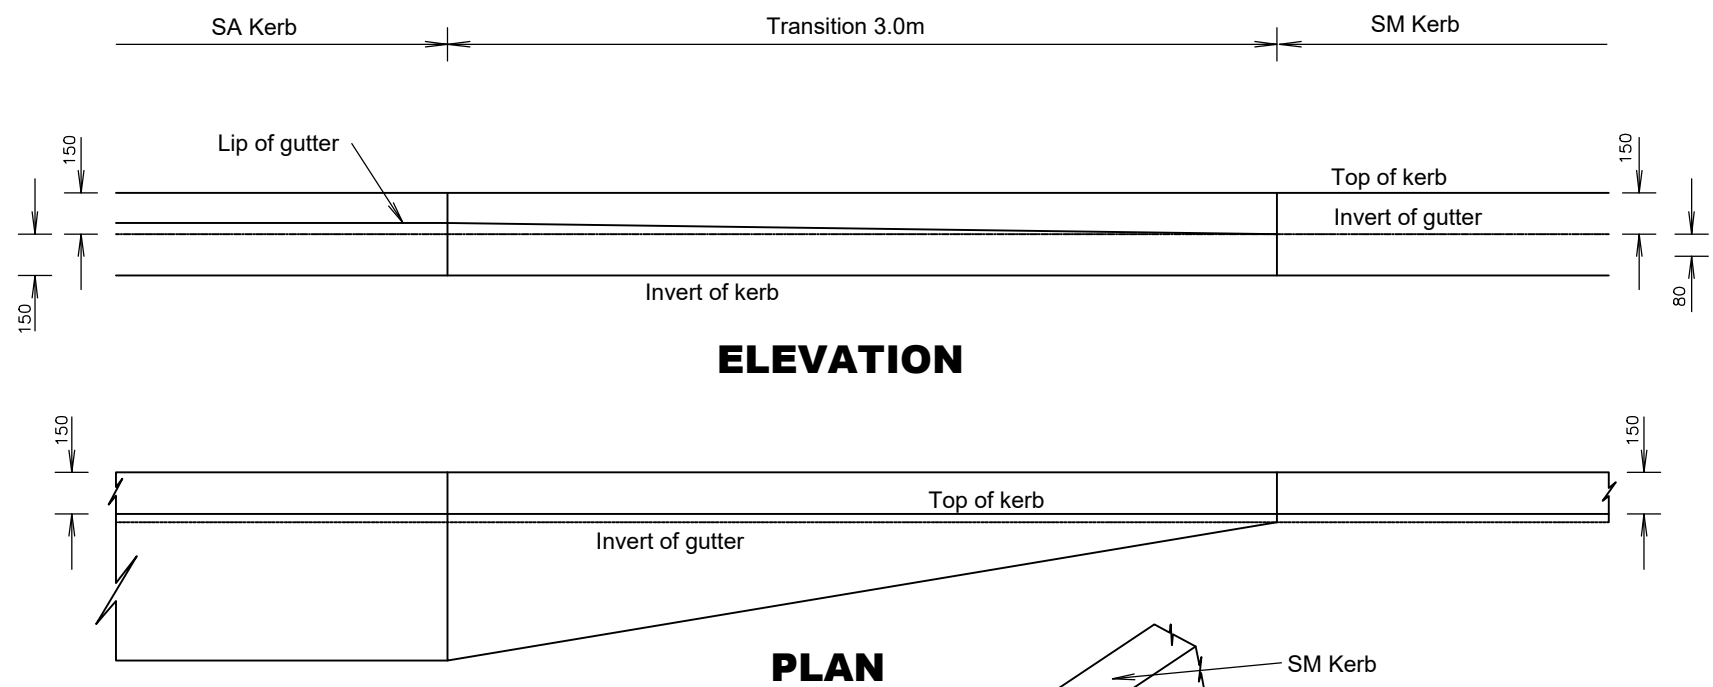 SA Kerb
Transition 3.0m
SM Kerb
150
Lip of gutter
150
Top of kerb
Invert of gutter
150
Invert of kerb
80
ELEVATION
150
150
Top of kerb
Invert of gutter
PLAN
SM Kerb